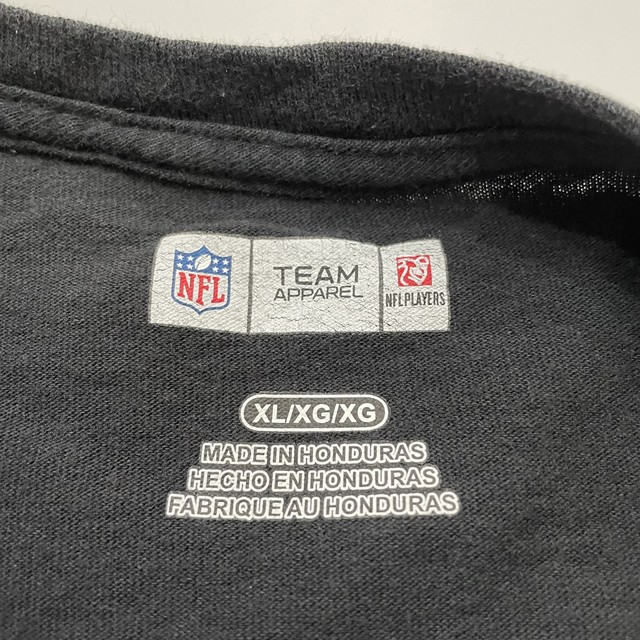 NFL
TEAM
APPAREL
NFLPLAYERS
XL/XG/XG
MADE IN HONDURAS
HECHO EN HONDURAS
FABRIQUE AU HONDURAS